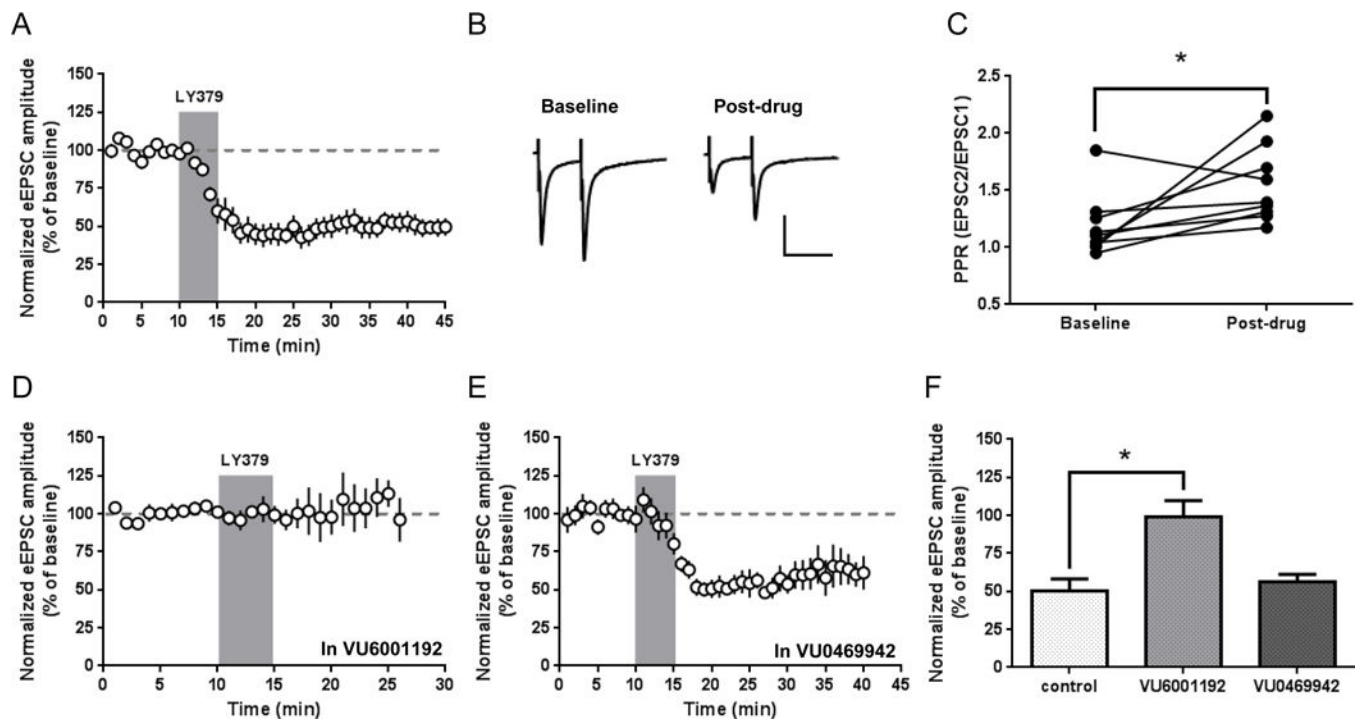 A
Normalized eEPSC amplitude
(% of baseline)
150
125
100
75
50
25
0
LY379
0 5 10 15 20 25 30 35 40 45
Time (min)
B
Baseline
Post-drug
C
PPR (EPSC2/EPSC1)
2.5
2.0
1.5
1.0
0.5
*
Baseline
Post-drug
D
Normalized eEPSC amplitude
(% of baseline)
150
125
100
75
50
25
0
LY379
In VU6001192
0 5 10 15 20 25 30
Time (min)
E
Normalized eEPSC amplitude
(% of baseline)
150
125
100
75
50
25
0
LY379
In VU0469942
0 5 10 15 20 25 30 35 40 45
Time (min)
F
Normalized eEPSC amplitude
(% of baseline)
150
125
100
75
50
25
0
*
control
VU6001192
VU0469942